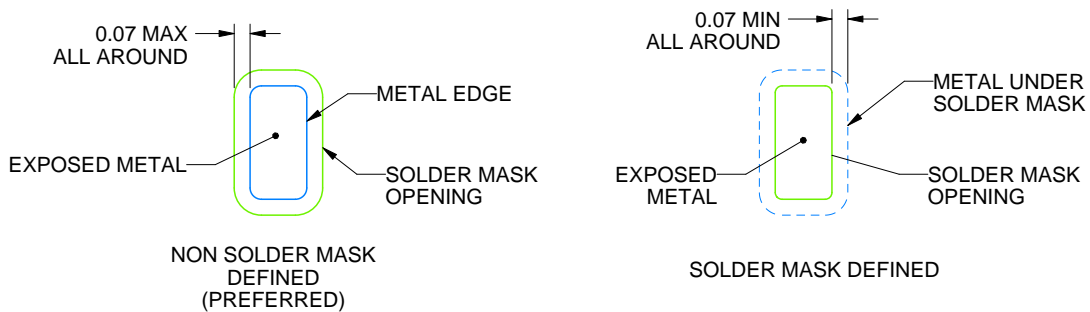 0.07 MAX
ALL AROUND
METAL EDGE
EXPOSED METAL
SOLDER MASK
OPENING
NON SOLDER MASK
DEFINED
(PREFERRED)
0.07 MIN
ALL AROUND
METAL UNDER
SOLDER MASK
EXPOSED
METAL
SOLDER MASK
OPENING
SOLDER MASK DEFINED